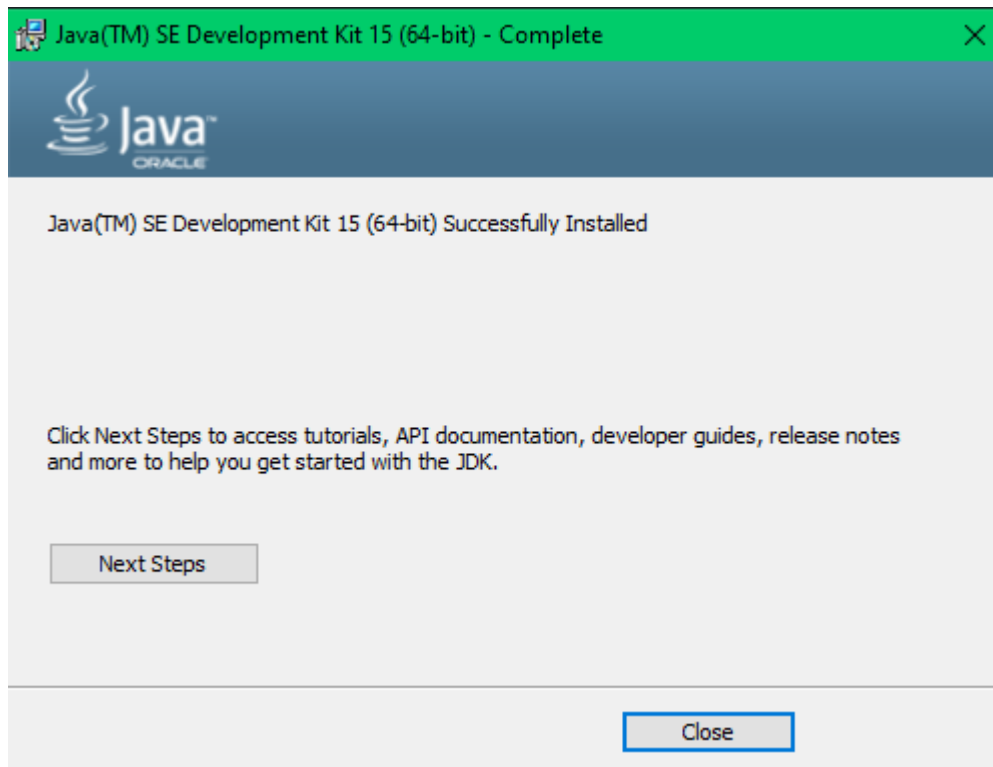 Java(TM) SE Development Kit 15 (64-bit) - Complete
Java™
ORACLE
Java(TM) SE Development Kit 15 (64-bit) Successfully Installed
Click Next Steps to access tutorials, API documentation, developer guides, release notes
and more to help you get started with the JDK.
Next Steps
Close